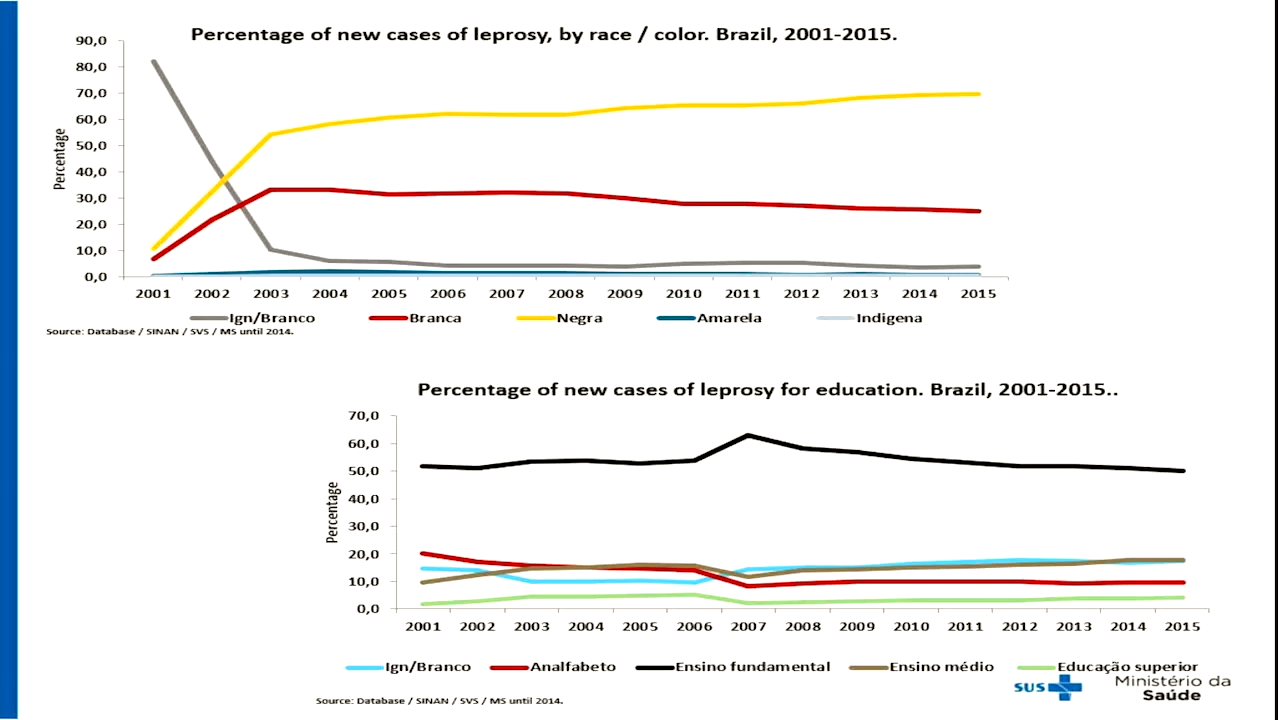 Percentage of new cases of leprosy, by race / color. Brazil, 2001-2015.
90,0
80,0
70,0
60,0
50,0
40,0
30,0
20,0
10,0
0,0
Percentage
2001 2002 2003 2004 2005 2006 2007 2008 2009 2010 2011 2012 2013 2014 2015
Ign/Branco Branca Negra Amarela Indigena
Source: Database / SINAN / SVS / MS until 2014.
Percentage of new cases of leprosy for education. Brazil, 2001-2015..
70,0
60,0
50,0
40,0
30,0
20,0
10,0
0,0
Percentage
2001 2002 2003 2004 2005 2006 2007 2008 2009 2010 2011 2012 2013 2014 2015
Ign/Branco Analfabeto Ensino fundamental Ensino médio Educação superior
SUS Ministério da
Saúde
Source: Database / SINAN / SVS / MS until 2014.